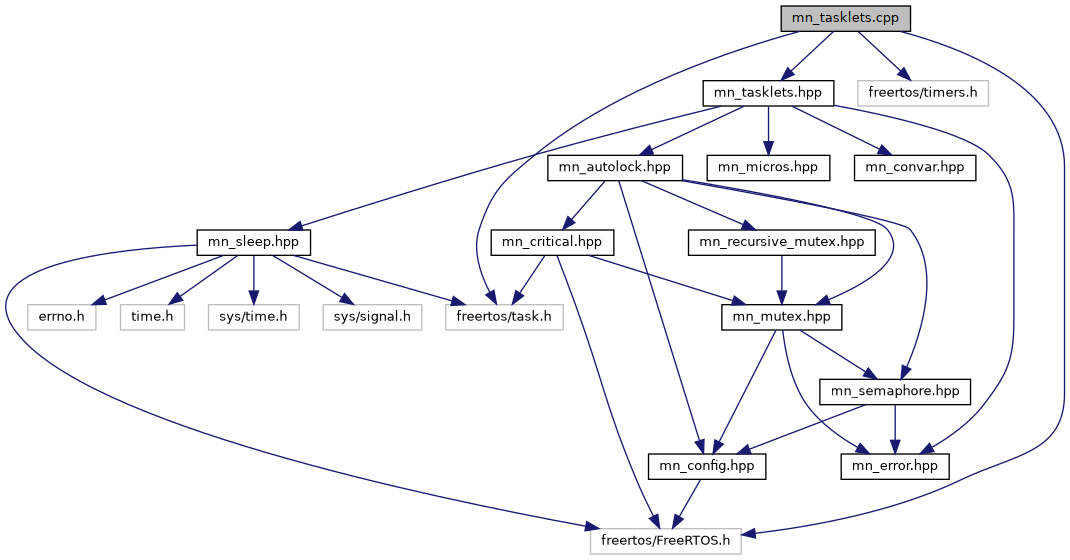 mn_tasklets.cpp
mn_tasklets.hpp
freertos/timers.h
mn_autolock.hpp
mn_micros.hpp
mn_convar.hpp
mn_sleep.hpp
mn_critical.hpp
mn_recursive_mutex.hpp
errno.h
time.h
sys/time.h
sys/signal.h
freertos/task.h
mn_mutex.hpp
mn_semaphore.hpp
mn_config.hpp
mn_error.hpp
freertos/FreeRTOS.h